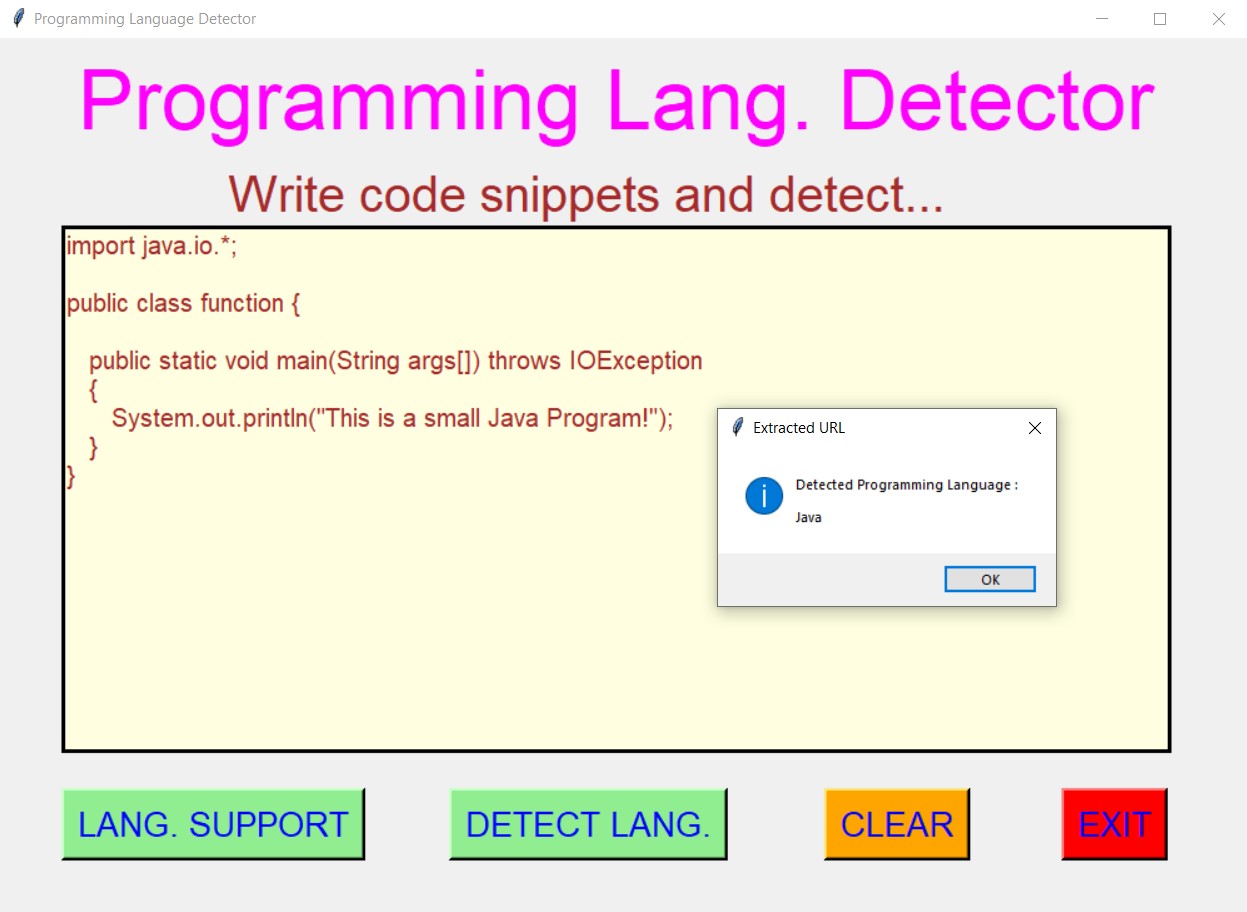 Programming Language Detector
Programming Lang. Detector
Write code snippets and detect...
import java.io.*;
public class function {
public static void main(String args[]) throws IOException
{
System.out.println("This is a small Java Program!");
}
}
Extracted URL
Detected Programming Language :
Java
OK
LANG. SUPPORT
DETECT LANG.
CLEAR
EXIT